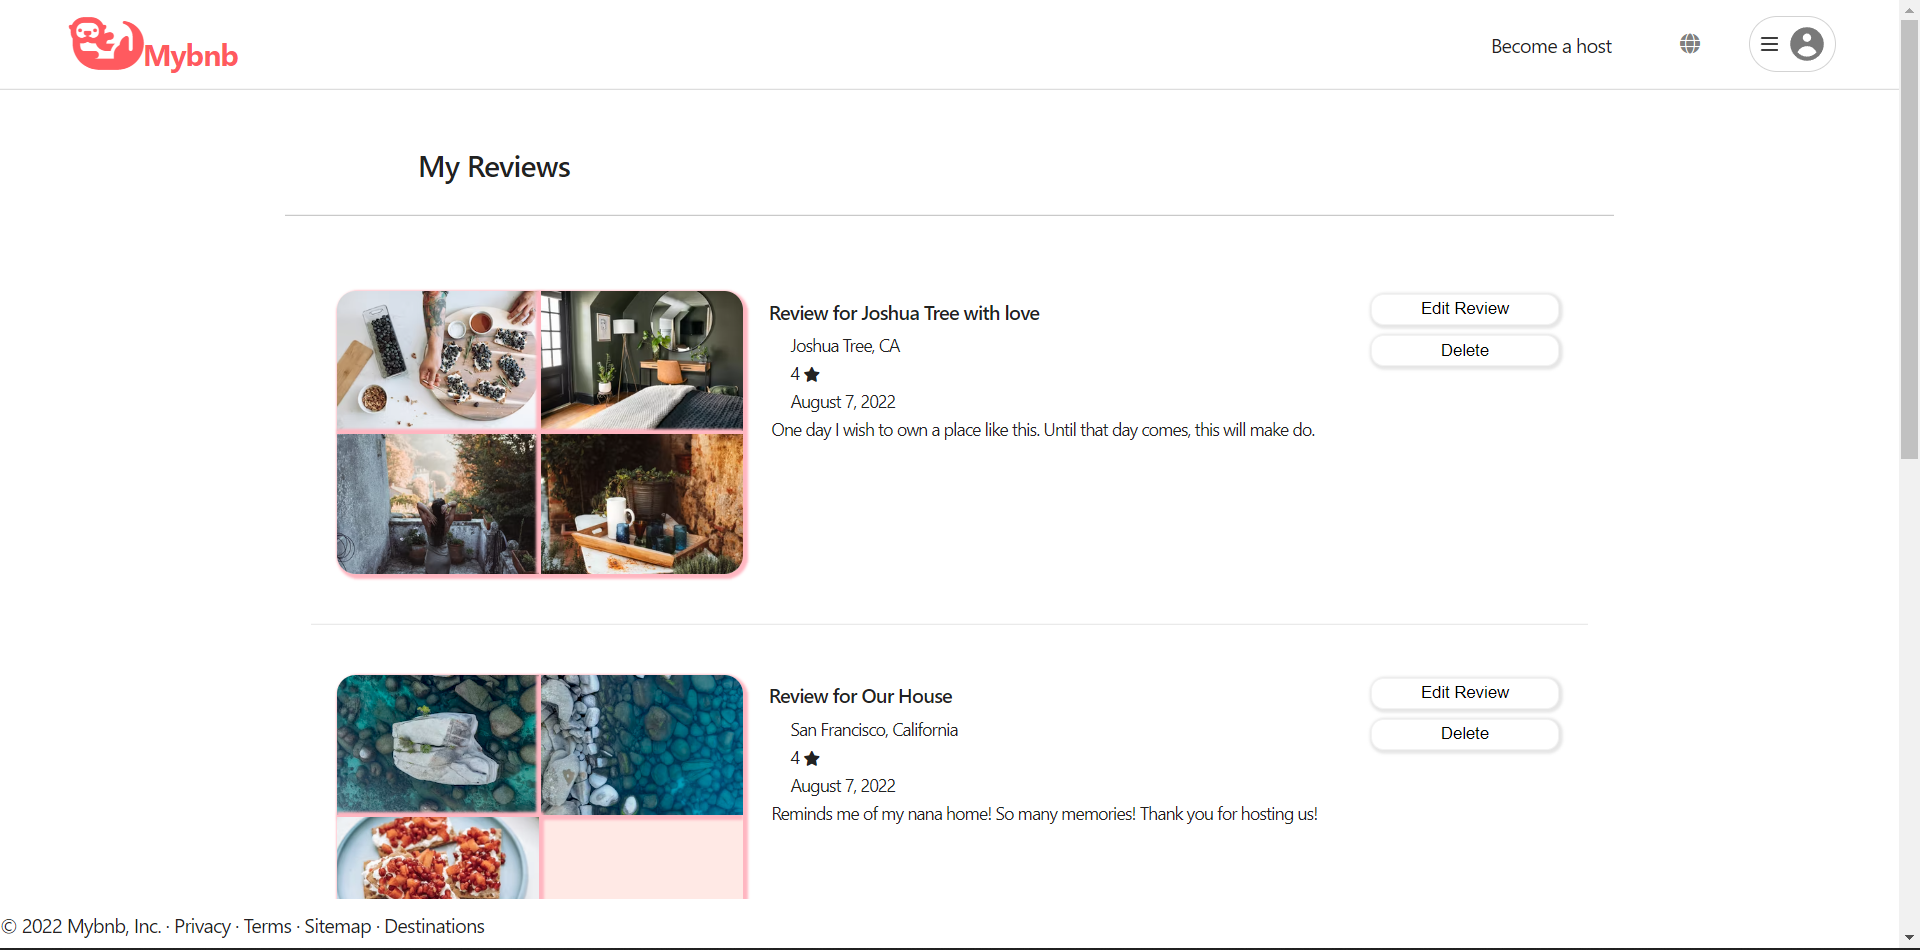 Mybnb
Become a host
My Reviews
Review for Joshua Tree with love
Joshua Tree, CA
4
August 7, 2022
One day I wish to own a place like this. Until that day comes, this will make do.
Edit Review
Delete
Review for Our House
San Francisco, California
4
August 7, 2022
Reminds me of my nana home! So many memories! Thank you for hosting us!
Edit Review
Delete
© 2022 Mybnb, Inc. · Privacy · Terms · Sitemap · Destinations